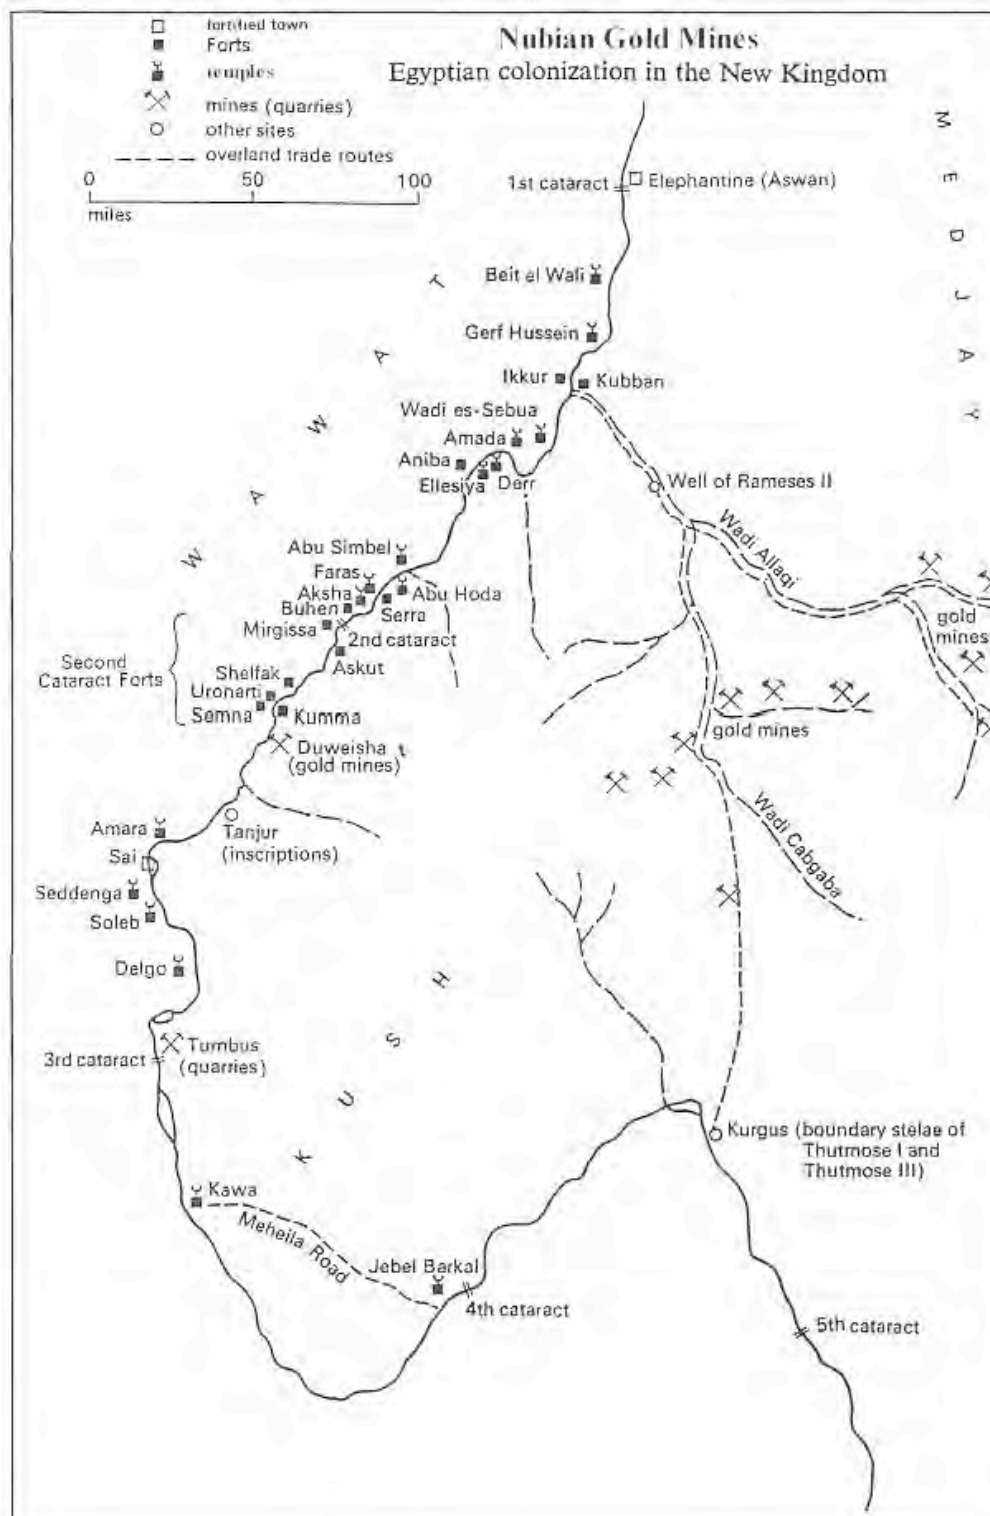 fortified town
Forts
temples
mines (quarries)
other sites
overland trade routes
0 50 100
miles
Nubian Gold Mines
Egyptian colonization in the New Kingdom
MEDJAY
1st cataract
Elephantine (Aswan)
Beit el Wali
Gerf Hussein
Ikkur
Kubban
Wadi es-Sebua
Amada
Aniba
Ellesiya
Derr
WAWAT
Well of Rameses II
Wadi Allaqi
gold
mines
Abu Simbel
Faras
Aksha
Buhen
Mirgissa
Abu Hoda
Serra
2nd cataract
Askut
Second
Cataract Forts
Shelfak
Uronarti
Semna
Kumma
gold mines
Duweisha t
(gold mines)
Wadi Cabgaba
Amara
Tanjur
(inscriptions)
Sai
Seddenga
Soleb
Delgo
KUSH
3rd cataract
Tumbus
(quarries)
Kurgus (boundary stelae of
Thutmose I and
Thutmose III)
Kawa
Meheila Road
Jebel Barkal
4th cataract
5th cataract